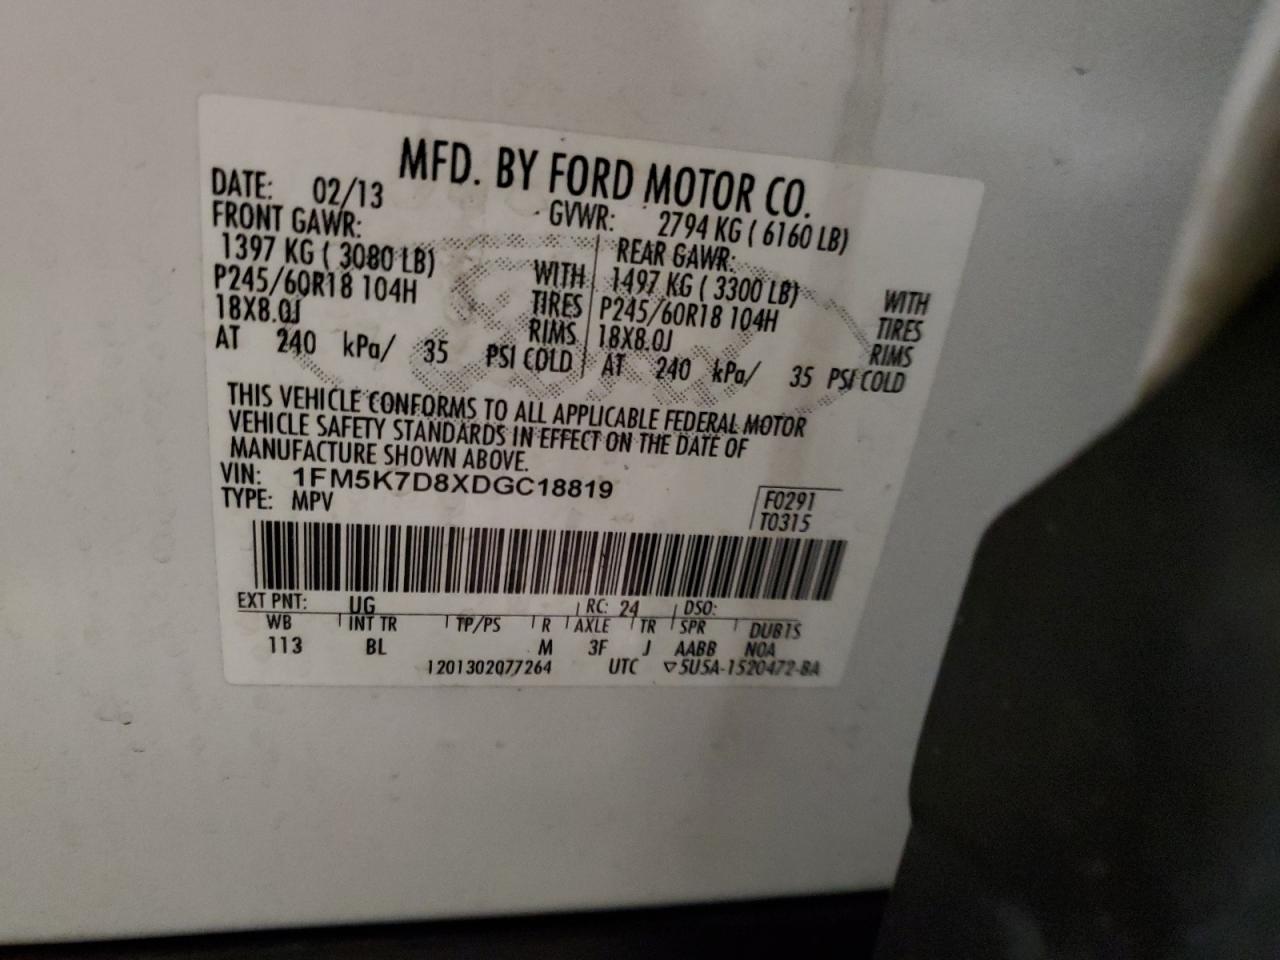 MFD. BY FORD MOTOR CO.
DATE: 02/13 GVWR: 2794 KG ( 6160 LB)
FRONT GAWR: REAR GAWR:
1397 KG ( 3080 LB) WITH 1497 KG ( 3300 LB) WITH
P245/60R18 104H TIRES P245/60R18 104H TIRES
18X8.0J RIMS 18X8.0J RIMS
AT 240 kPa/ 35 PSI COLD AT 240 kPa/ 35 PSI COLD
THIS VEHICLE CONFORMS TO ALL APPLICABLE FEDERAL MOTOR
VEHICLE SAFETY STANDARDS IN EFFECT ON THE DATE OF
MANUFACTURE SHOWN ABOVE.
VIN: 1FM5K7D8XDGC18819
TYPE: MPV F0291
T0315
EXT PNT: UG RC: 24 DSO:
WB INT TR TP/PS R AXLE TR SPR DUBTS
113 BL M 3F J AABB NOA
1201302077264 UTC ▽5U5A-1520472-BA